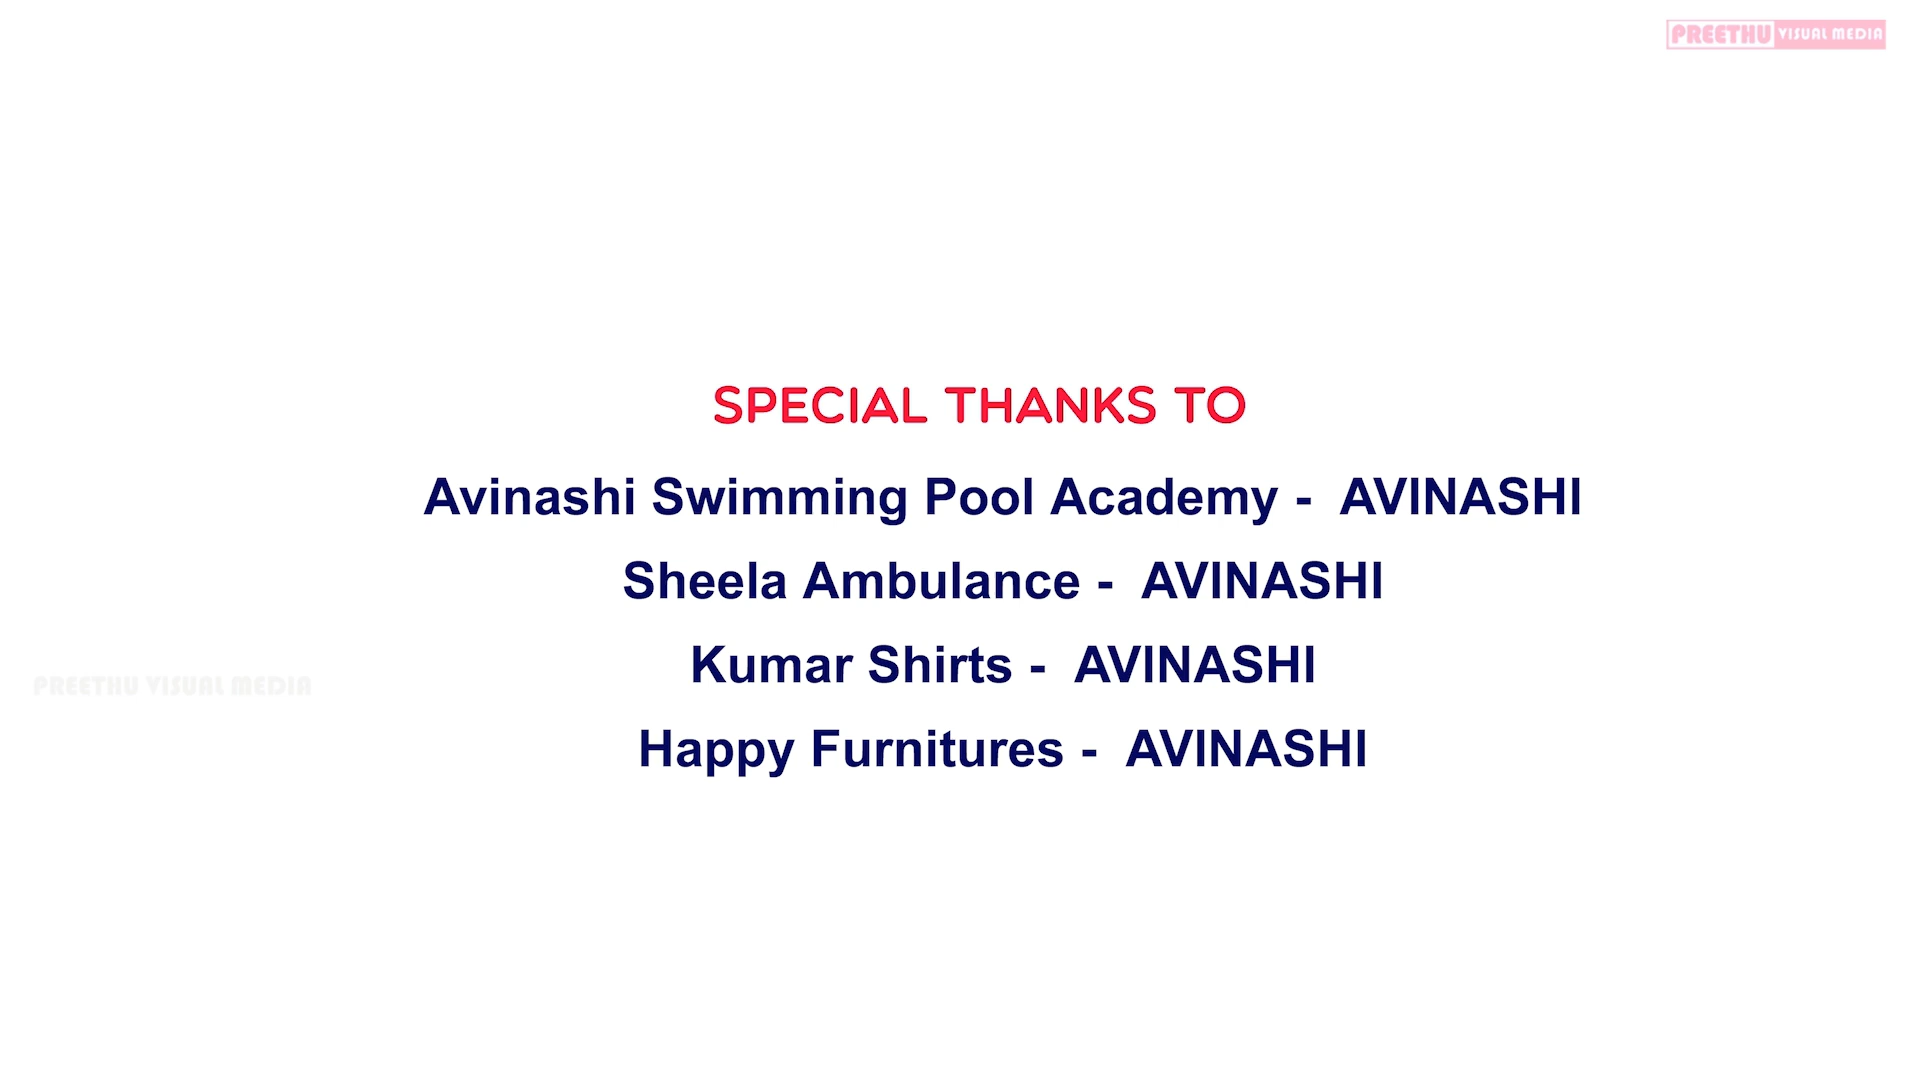 PREETHU VISUAL MEDIA
SPECIAL THANKS TO
Avinashi Swimming Pool Academy - AVINASHI
Sheela Ambulance - AVINASHI
Kumar Shirts - AVINASHI
PREETHU VISUAL MEDIA
Happy Furnitures - AVINASHI